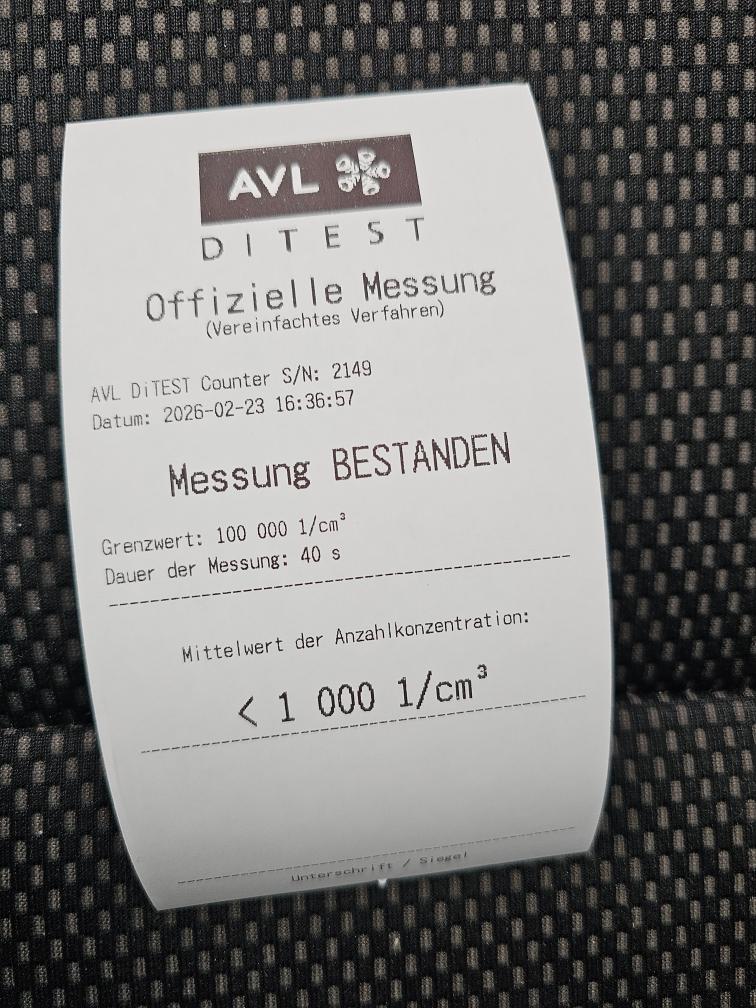 AVL
DITEST
Offizielle Messung
(Vereinfachtes Verfahren)
AVL DiTEST Counter S/N: 2149
Datum: 2026-02-23 16:36:57
Messung BESTANDEN
Grenzwert: 100 000 1/cm³
Dauer der Messung: 40 s
Mittelwert der Anzahlkonzentration:
< 1 000 1/cm³
Unterschrift / Siegel